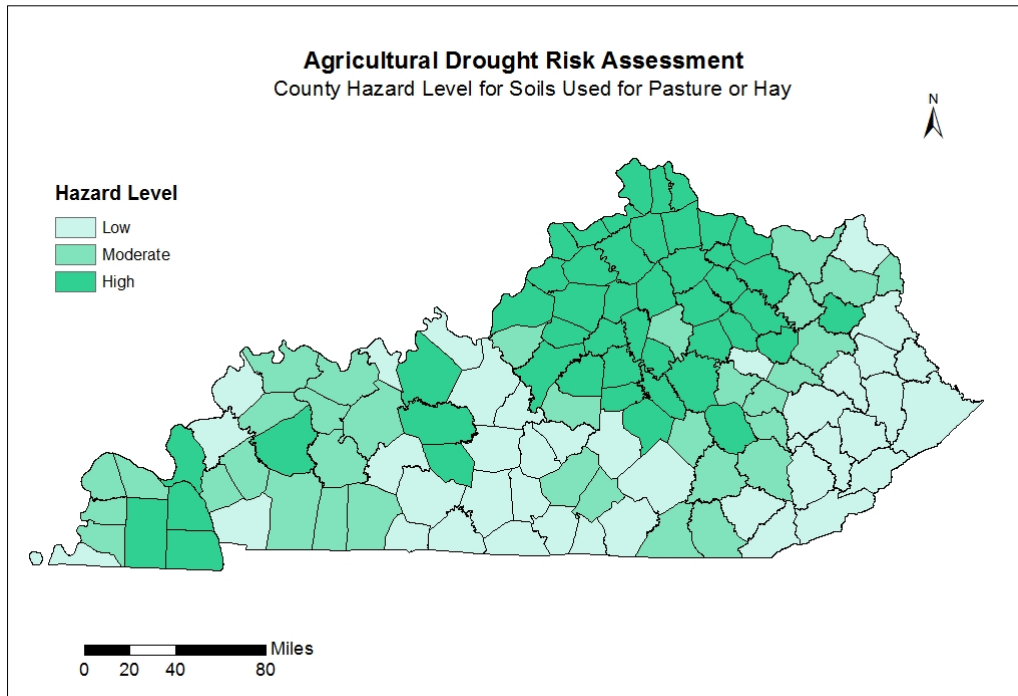 Agricultural Drought Risk Assessment
County Hazard Level for Soils Used for Pasture or Hay
N
Hazard Level
Low
Moderate
High
Miles
0 20 40 80